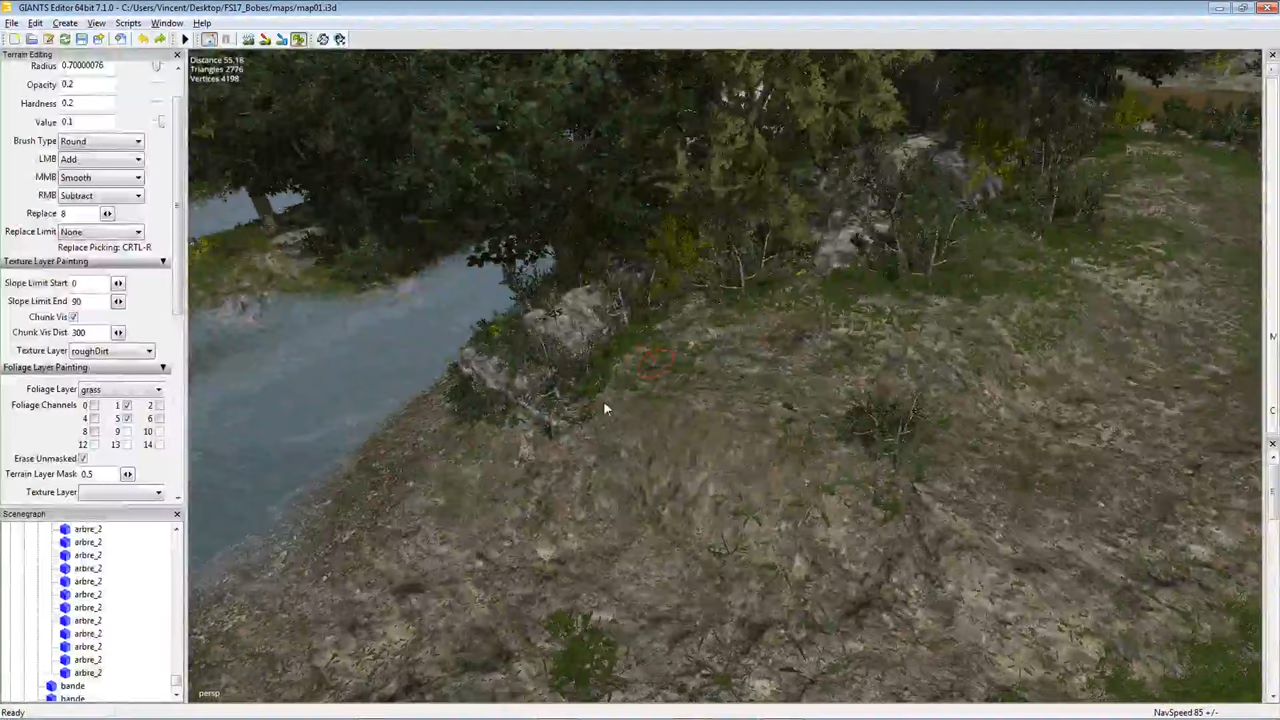 GIANTS Editor 64bit 7.1.0 - C:/Users/Vincent/Desktop/FS17_Bobes/maps/map01.i3d
File Edit Create View Scripts Window Help
Terrain Editing
Radius 0.70000076
Opacity 0.2
Hardness 0.2
Value 0.1
Brush Type Round
LMB Add
MMB Smooth
RMB Subtract
Replace 8
Replace Limit None
Replace Picking: CRTL-R
Texture Layer Painting
Slope Limit Start 0
Slope Limit End 90
Chunk Vis
Chunk Vis Dist 300
Texture Layer roughDirt
Foliage Layer Painting
Foliage Layer grass
Foliage Channels 0 1 2
4 5 6
8 9 10
12 13 14
Erase Unmasked
Terrain Layer Mask 0.5
Texture Layer
Scenegraph
arbre_2
arbre_2
arbre_2
arbre_2
arbre_2
arbre_2
arbre_2
arbre_2
arbre_2
arbre_2
arbre_2
arbre_2
bande
bande
Distance 55.18
Triangles 2776
Vertices 4198
persp
Ready
NavSpeed 85 +/-